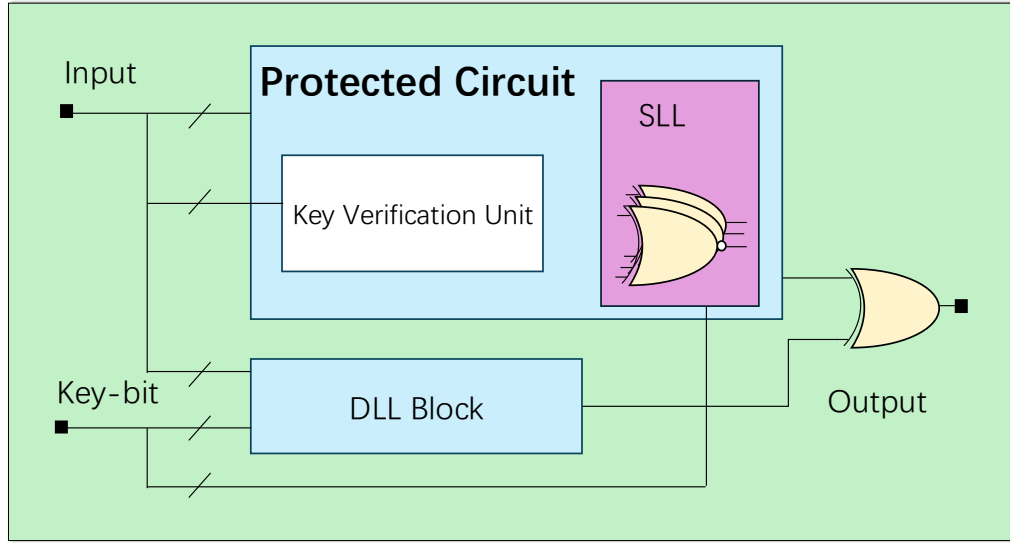 Input
Protected Circuit
SLL
Key Verification Unit
Key-bit
DLL Block
Output